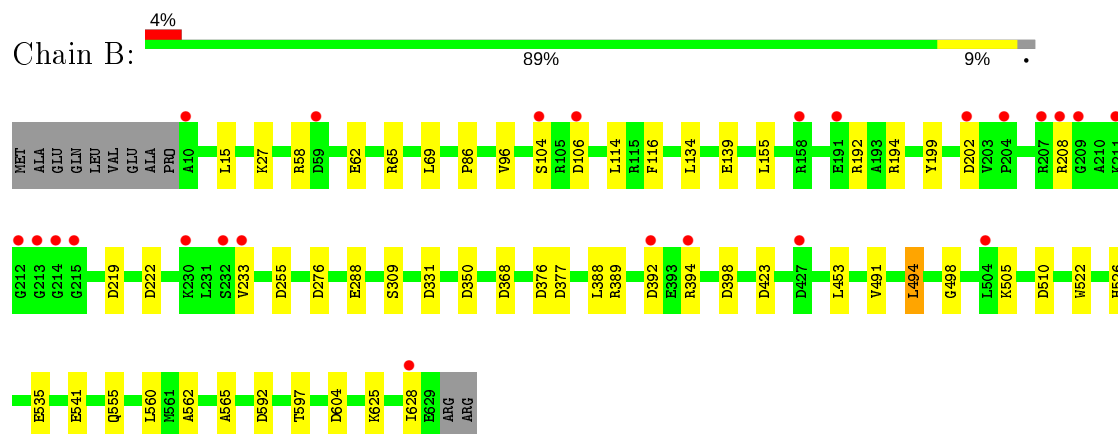 4%
Chain B:
89% 9% •
MET ALA GLU GLN LEU VAL GLU ALA PRO A10 L15 K27 R58 D59 E62 R65 L69 P86 V96 S104 R105 D106 L114 R115 F116 L134 E139 L155 R158 E191 R192 A193 R194 Y199 D202 V203 P204 R207 R208 G209 A210 K211
G212 G213 G214 G215 D219 D222 K230 L231 S232 V233 D255 D276 E288 S309 D331 D350 D368 D376 D377 L388 R389 D392 E393 R394 D398 D423 D427 L453 V491 L494 G498 L504 K505 D510 W522 H526
E535 E541 Q555 L560 M561 A562 A565 D592 T597 D604 K625 I628 E629 ARG ARG